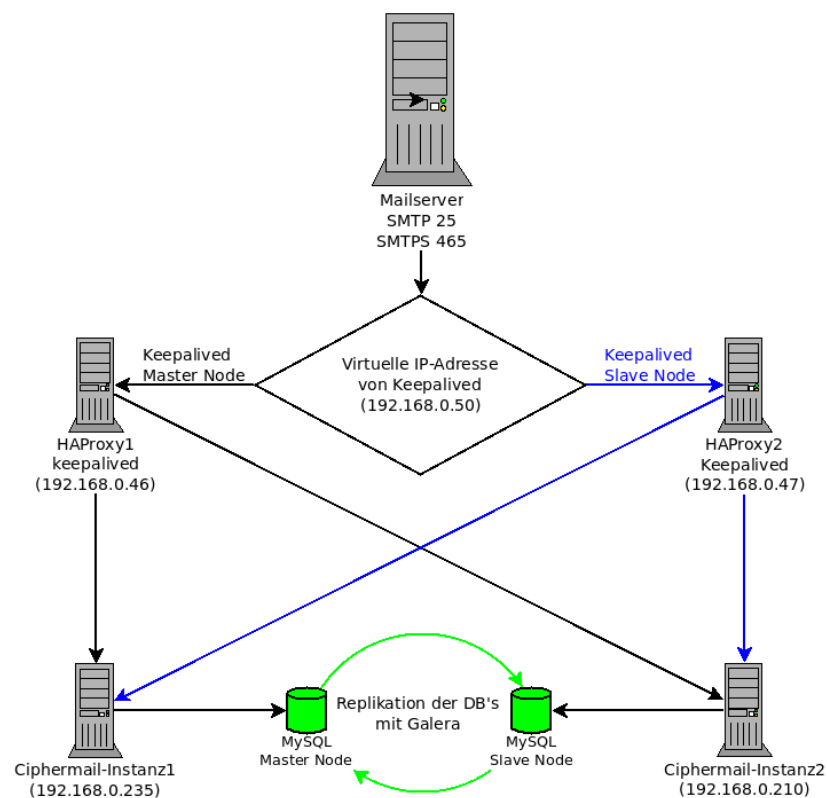 Mailserver
SMTP 25
SMTPS 465
Keepalived
Master Node
Virtuelle IP-Adresse
von Keepalived
(192.168.0.50)
Keepalived
Slave Node
HAProxy1
keepalived
(192.168.0.46)
HAProxy2
Keepalived
(192.168.0.47)
Replikation der DB's
mit Galera
MySQL
Master Node
MySQL
Slave Node
Ciphermail-Instanz1
(192.168.0.235)
Ciphermail-Instanz2
(192.168.0.210)